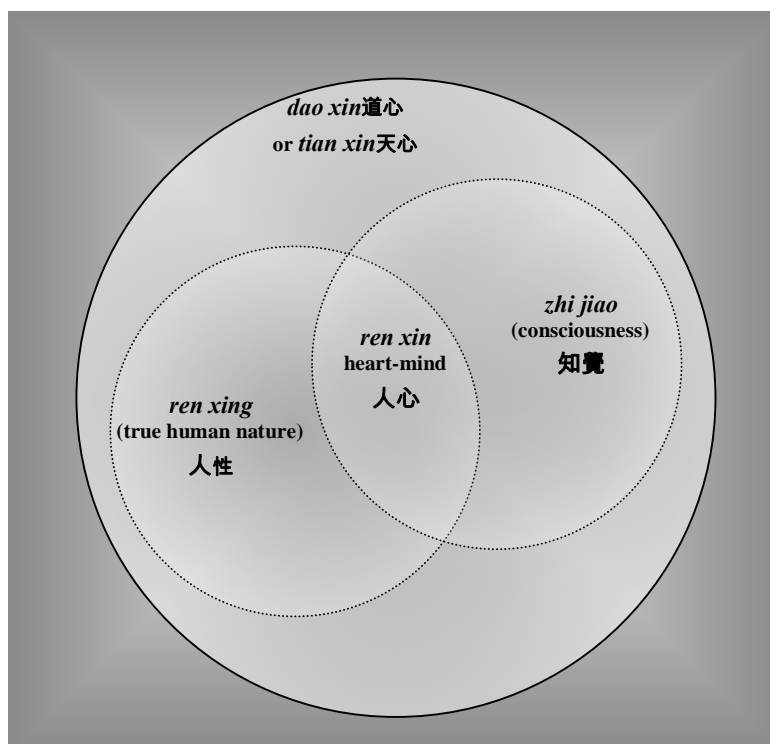 dao xin道心
or tian xin天心
zhi jiao
(consciousness)
知覺
ren xin
heart-mind
人心
ren xing
(true human nature)
人性